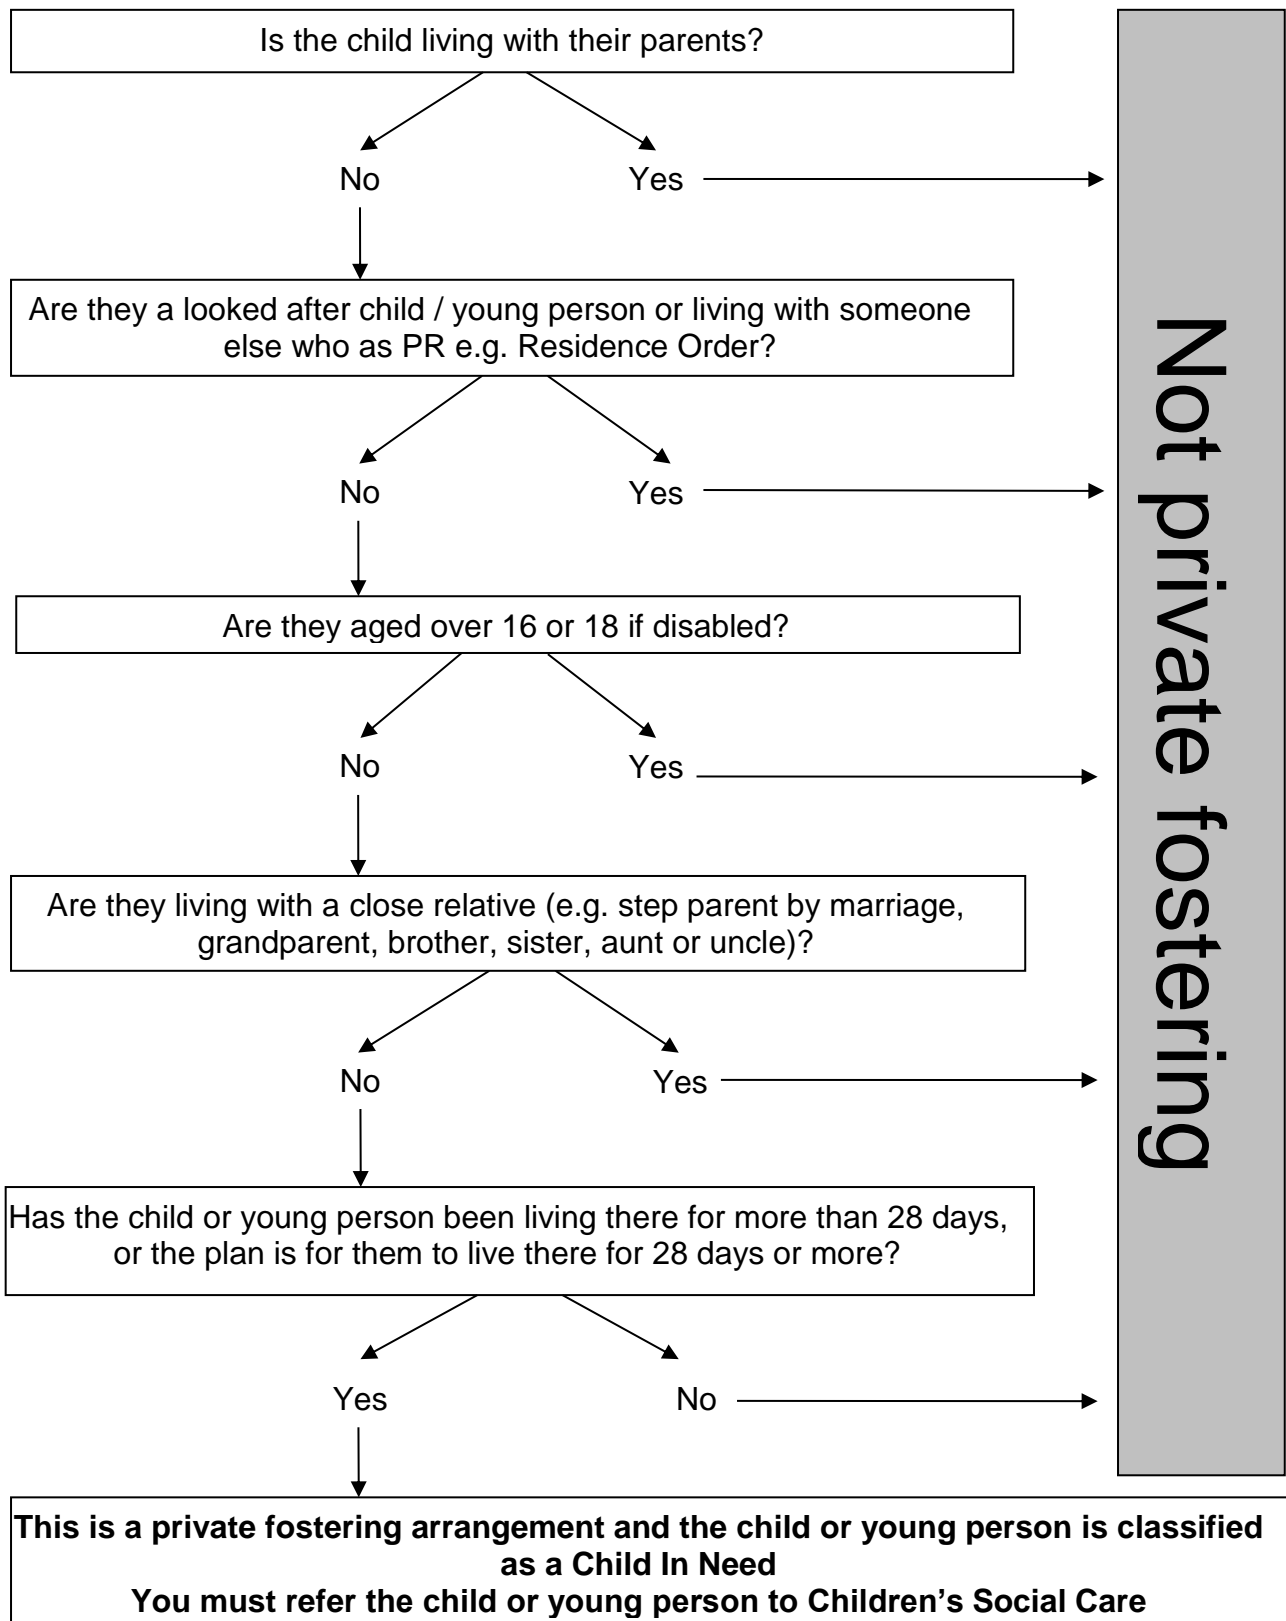 Is the child living with their parents?
No
Yes
Are they a looked after child / young person or living with someone
else who as PR e.g. Residence Order?
No
Yes
Are they aged over 16 or 18 if disabled?
No
Yes
Are they living with a close relative (e.g. step parent by marriage,
grandparent, brother, sister, aunt or uncle)?
No
Yes
Has the child or young person been living there for more than 28 days,
or the plan is for them to live there for 28 days or more?
Yes
No
Not private fostering
This is a private fostering arrangement and the child or young person is classified
as a Child In Need
You must refer the child or young person to Children’s Social Care